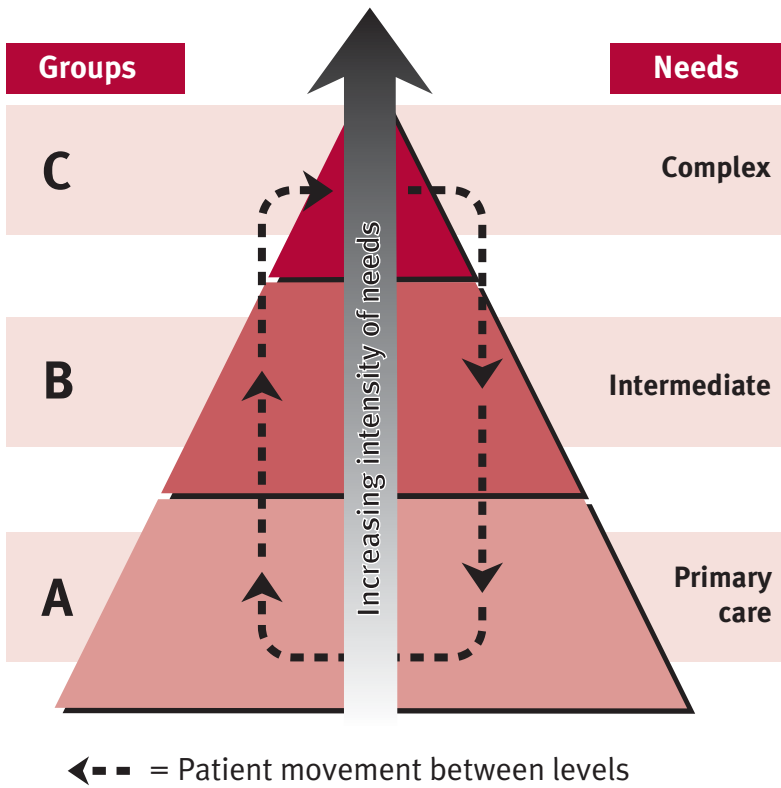 Groups
Needs
C
Complex
B
Intermediate
A
Primary
care
Increasing intensity of needs
= Patient movement between levels